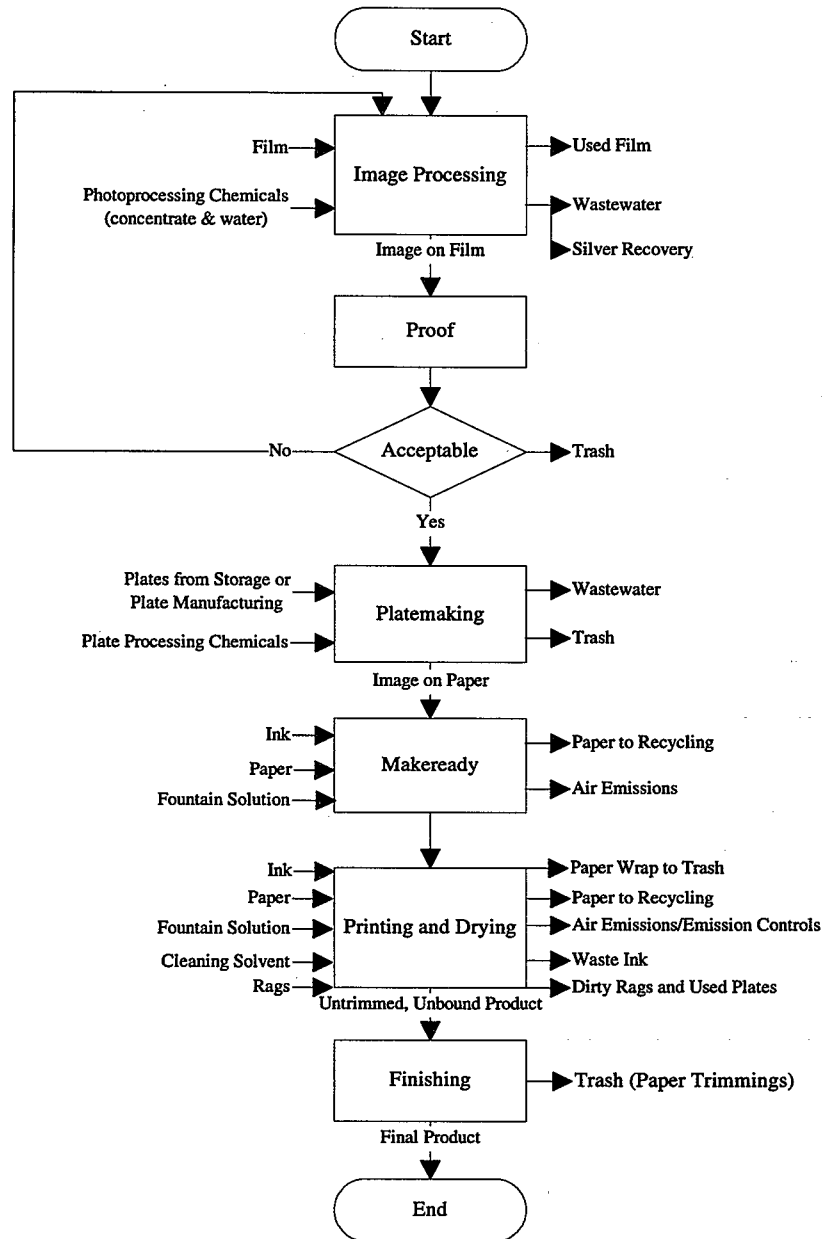 Start
Film
Image Processing
Used Film
Photoprocessing Chemicals
(concentrate & water)
Wastewater
Silver Recovery
Image on Film
Proof
No
Acceptable
Trash
Yes
Plates from Storage or
Plate Manufacturing
Plate Processing Chemicals
Platemaking
Wastewater
Trash
Image on Paper
Ink
Paper
Fountain Solution
Makeready
Paper to Recycling
Air Emissions
Ink
Paper
Fountain Solution
Cleaning Solvent
Rags
Printing and Drying
Paper Wrap to Trash
Paper to Recycling
Air Emissions/Emission Controls
Waste Ink
Dirty Rags and Used Plates
Untrimmed, Unbound Product
Finishing
Trash (Paper Trimmings)
Final Product
End